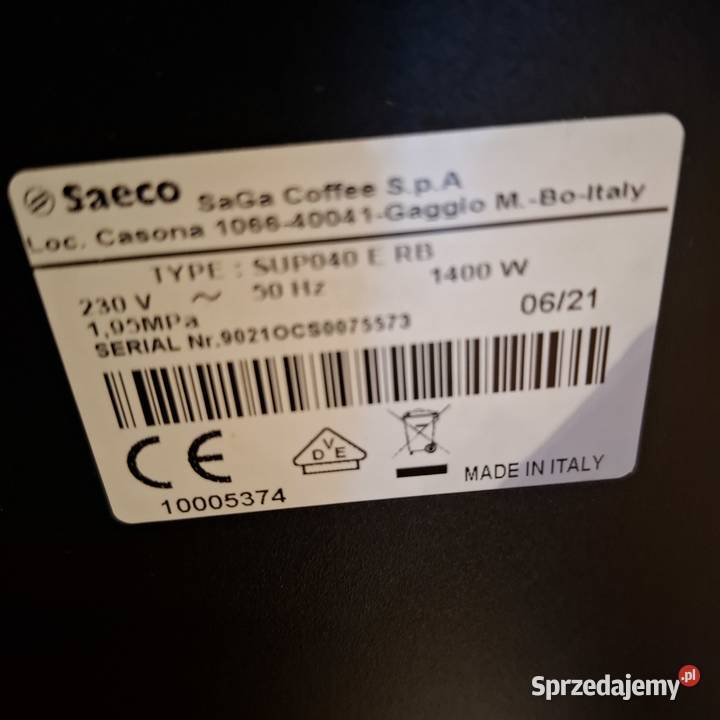 Saeco SaGa Coffee S.p.A
Loc. Casona 1066-40041-Gaggio M.-Bo-Italy
TYPE : SUP040 E RB
230 V ~ 50 Hz 1400 W
1,95MPa 06/21
SERIAL Nr.9021OCS0075573
CE DVE MADE IN ITALY
10005374
Sprzedajemy.pl